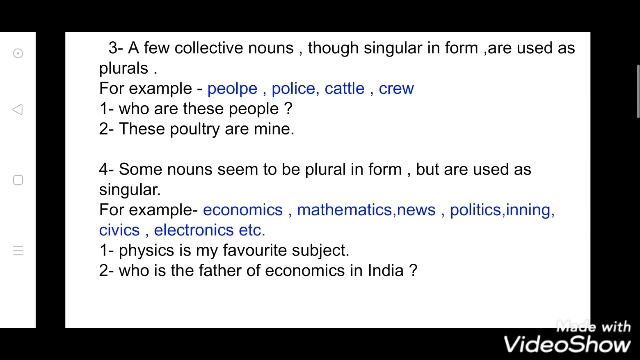 3- A few collective nouns , though singular in form ,are used as
plurals .
For example - peolpe , police, cattle , crew
1- who are these people ?
2- These poultry are mine.
4- Some nouns seem to be plural in form , but are used as
singular.
For example- economics , mathematics,news , politics,inning,
civics , electronics etc.
1- physics is my favourite subject.
2- who is the father of economics in India ?
Made with
VideoShow